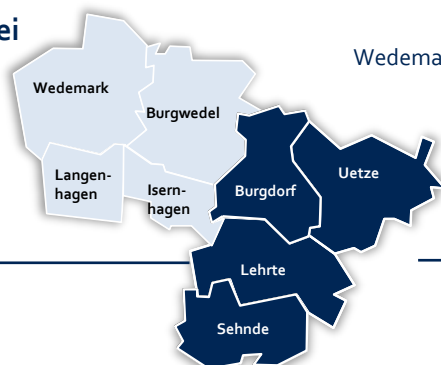 ei
Wedema
Wedemark
Burgwedel
Langen-
hagen
Isern-
hagen
Burgdorf
Uetze
Lehrte
Sehnde